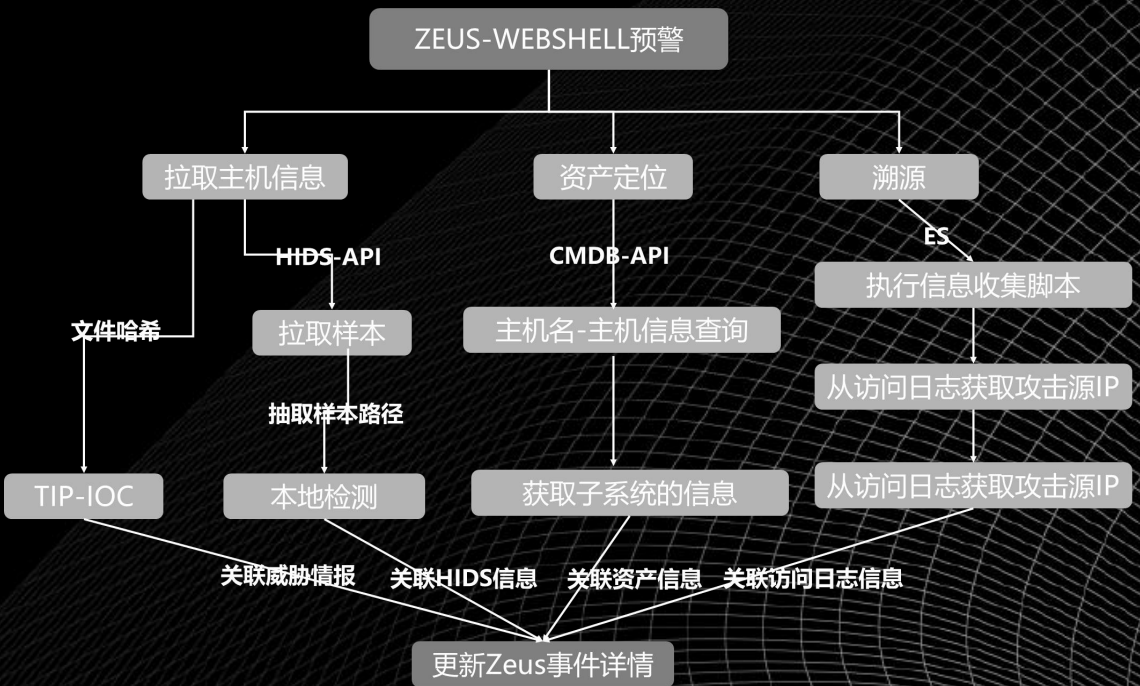 ZEUS-WEBSHELL预警
拉取主机信息
资产定位
溯源
HIDS-API
CMDB-API
ES
执行信息收集脚本
文件哈希
拉取样本
主机名-主机信息查询
从访问日志获取攻击源IP
抽取样本路径
TIP-IOC
本地检测
获取子系统的信息
从访问日志获取攻击源IP
关联威胁情报
关联HIDS信息
关联资产信息
关联访问日志信息
更新Zeus事件详情